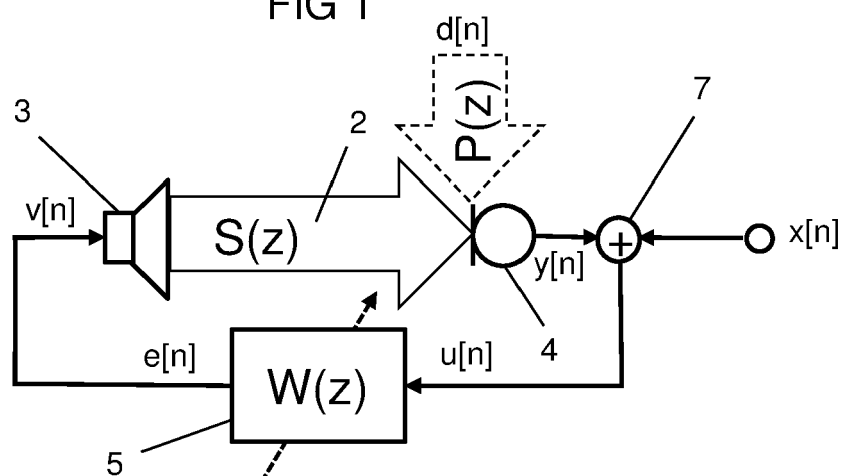 FIG 1
d[n]
P(z)
7
3
2
v[n]
S(z)
+
x[n]
y[n]
4
e[n]
u[n]
W(z)
5